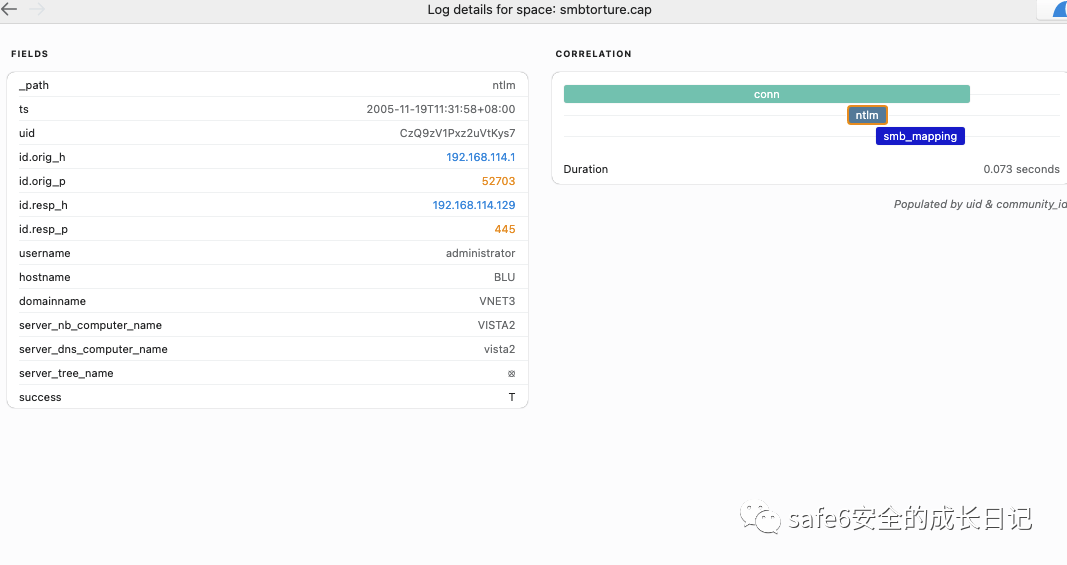 Log details for space: smbtorture.cap
FIELDS
_path ntlm
ts 2005-11-19T11:31:58+08:00
uid CzQ9zV1Pxz2uVtKys7
id.orig_h 192.168.114.1
id.orig_p 52703
id.resp_h 192.168.114.129
id.resp_p 445
username administrator
hostname BLU
domainname VNET3
server_nb_computer_name VISTA2
server_dns_computer_name vista2
server_tree_name ⦻
success T
CORRELATION
conn
ntlm
smb_mapping
Duration 0.073 seconds
Populated by uid & community_id
safe6安全的成长日记